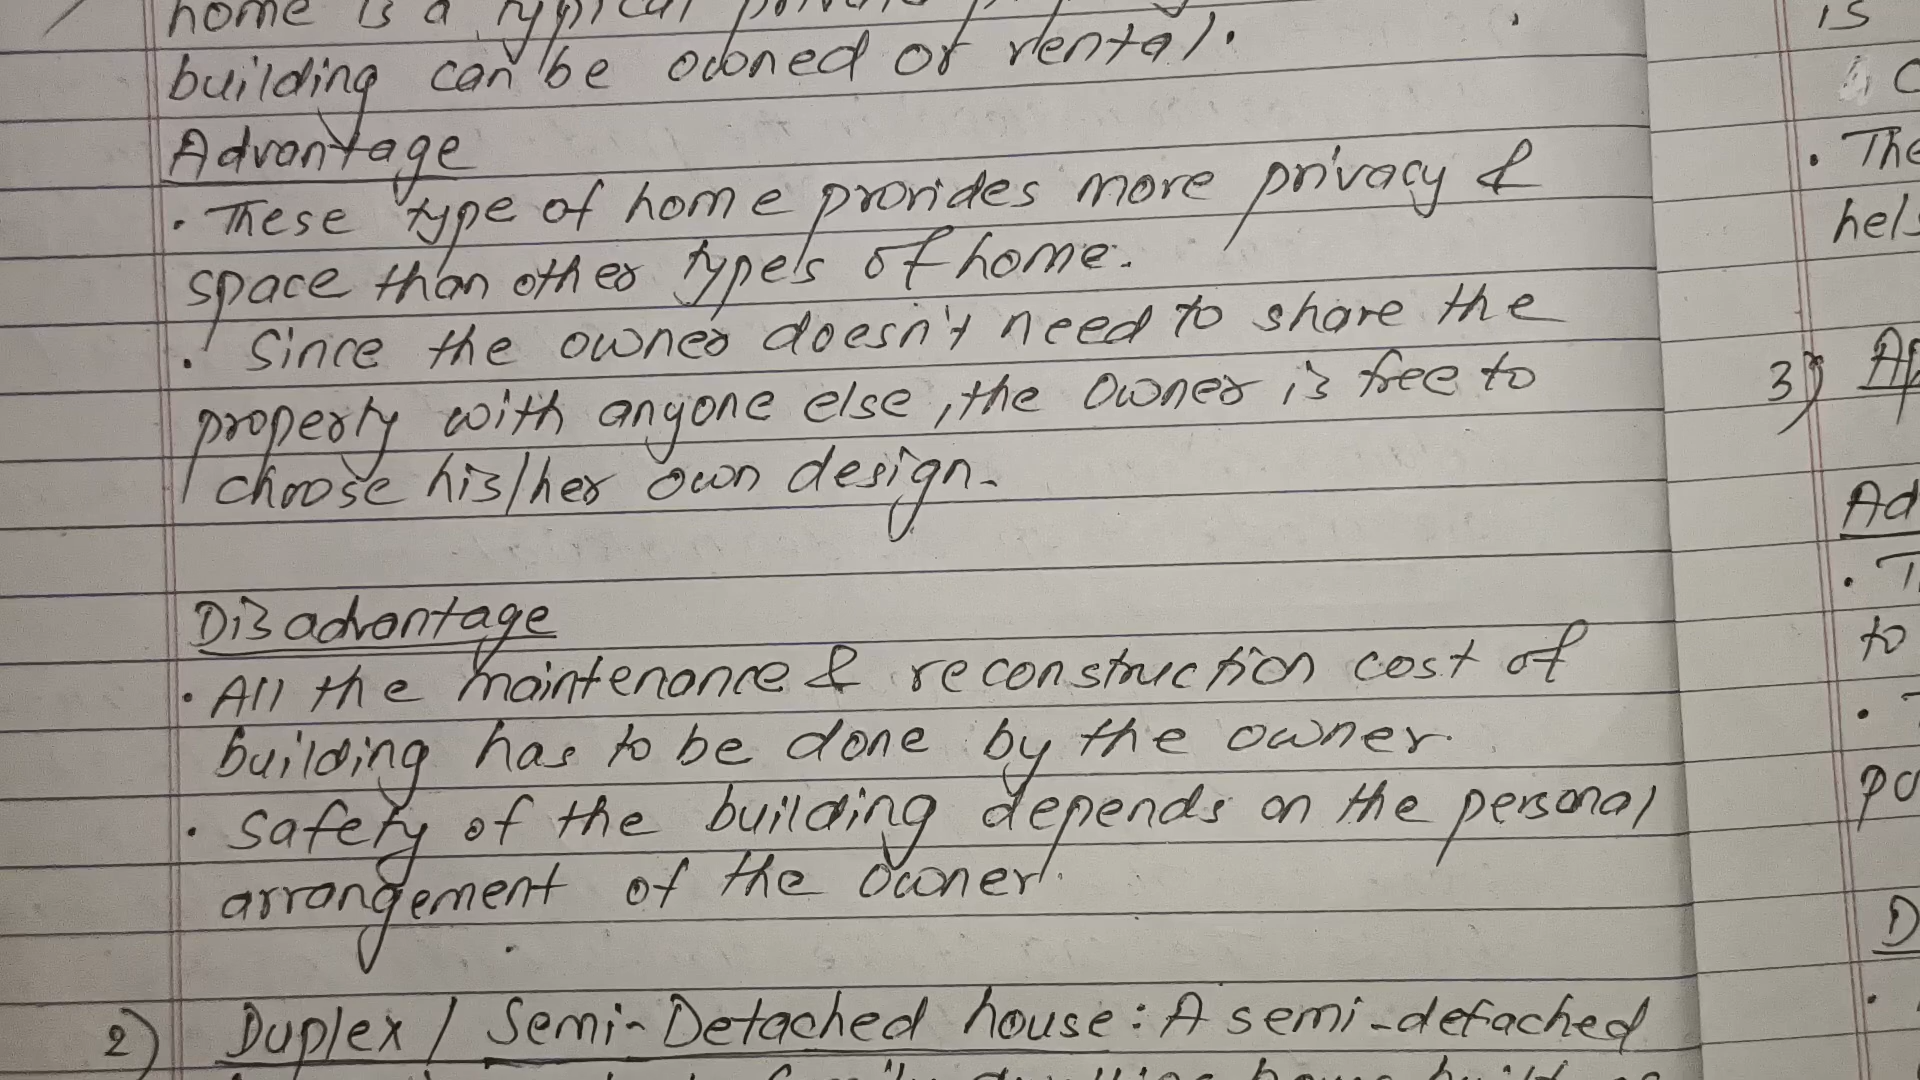 home is a typical
building can be owned or rental.
Advantage
• These type of home provides more privacy &
space than other types of home.
• Since the owner doesn't need to share the
property with anyone else, the owner is free to
choose his/her own design.
Disadvantage
• All the maintenance & reconstruction cost of
building has to be done by the owner.
• Safety of the building depends on the personal
arrangement of the owner.
2) Duplex / Semi-Detached house: A semi-detached
is
• The
3) Ap
Ad
to
D